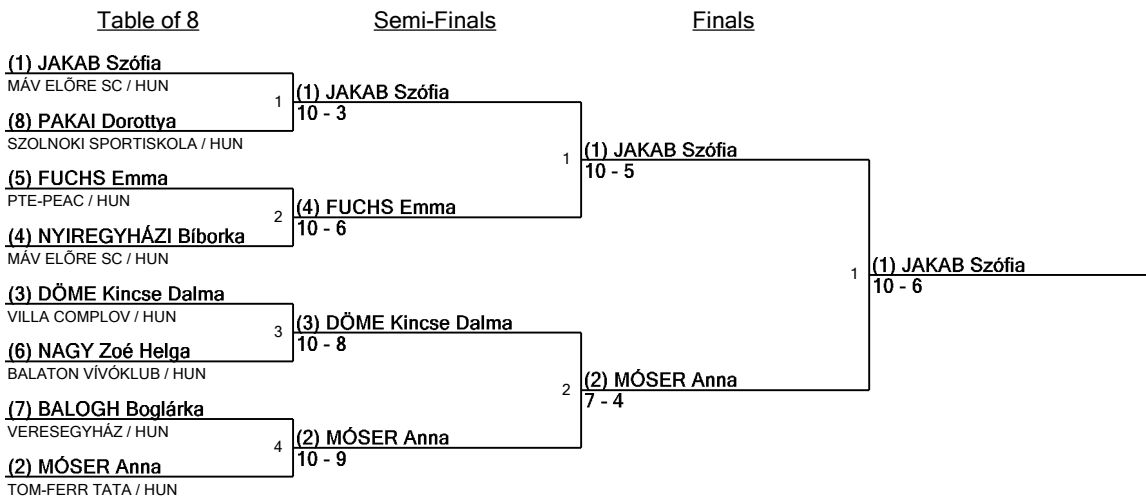 Table of 8
Semi-Finals
Finals
(1) JAKAB Szófia
MÁV ELÕRE SC / HUN
1
(1) JAKAB Szófia
10 - 3
(8) PAKAI Dorottya
SZOLNOKI SPORTISKOLA / HUN
1
(1) JAKAB Szófia
10 - 5
(5) FUCHS Emma
PTE-PEAC / HUN
2
(4) FUCHS Emma
10 - 6
(4) NYIREGYHÁZI Bíborka
MÁV ELÕRE SC / HUN
1
(1) JAKAB Szófia
10 - 6
(3) DÖME Kincse Dalma
VILLA COMPLOV / HUN
3
(3) DÖME Kincse Dalma
10 - 8
(6) NAGY Zoé Helga
BALATON VÍVÓKLUB / HUN
2
(2) MÓSER Anna
7 - 4
(7) BALOGH Boglárka
VERESEGYHÁZ / HUN
4
(2) MÓSER Anna
10 - 9
(2) MÓSER Anna
TOM-FERR TATA / HUN